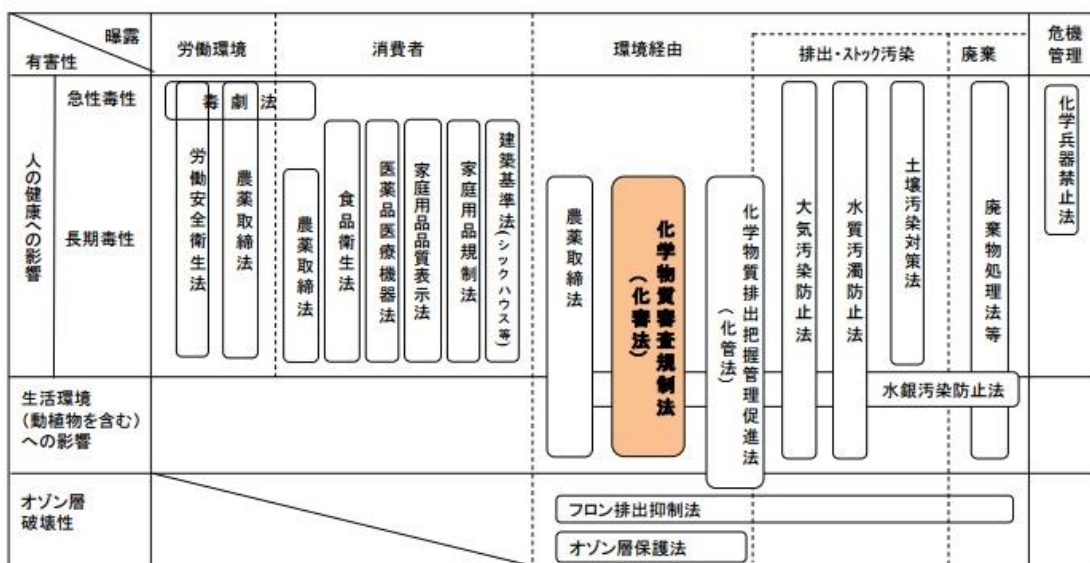 曝露
有害性
労働環境
消費者
環境経由
排出・ストック汚染
廃棄
危機
管理
人の健康への影響
急性毒性
長期毒性
毒劇法
労働安全衛生法
農薬取締法
農薬取締法
食品衛生法
医薬品医療機器法
家庭用品品質表示法
家庭用品規制法
建築基準法(シックハウス等)
農薬取締法
化学物質審査規制法
(化審法)
化学物質排出把握管理促進法
(化管法)
大気汚染防止法
水質汚濁防止法
土壌汚染対策法
廃棄物処理法等
化学兵器禁止法
水銀汚染防止法
生活環境
(動植物を含む)
への影響
オゾン層
破壊性
フロン排出抑制法
オゾン層保護法